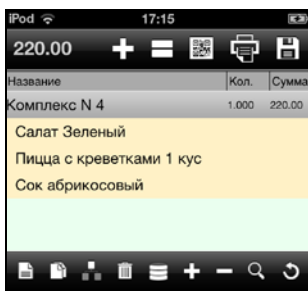 iPod 17:15
220.00
Название Кол. Сумма
Комплекс N 4 1.000 220.00
Салат Зеленый
Пицца с креветками 1 кус
Сок абрикосовый